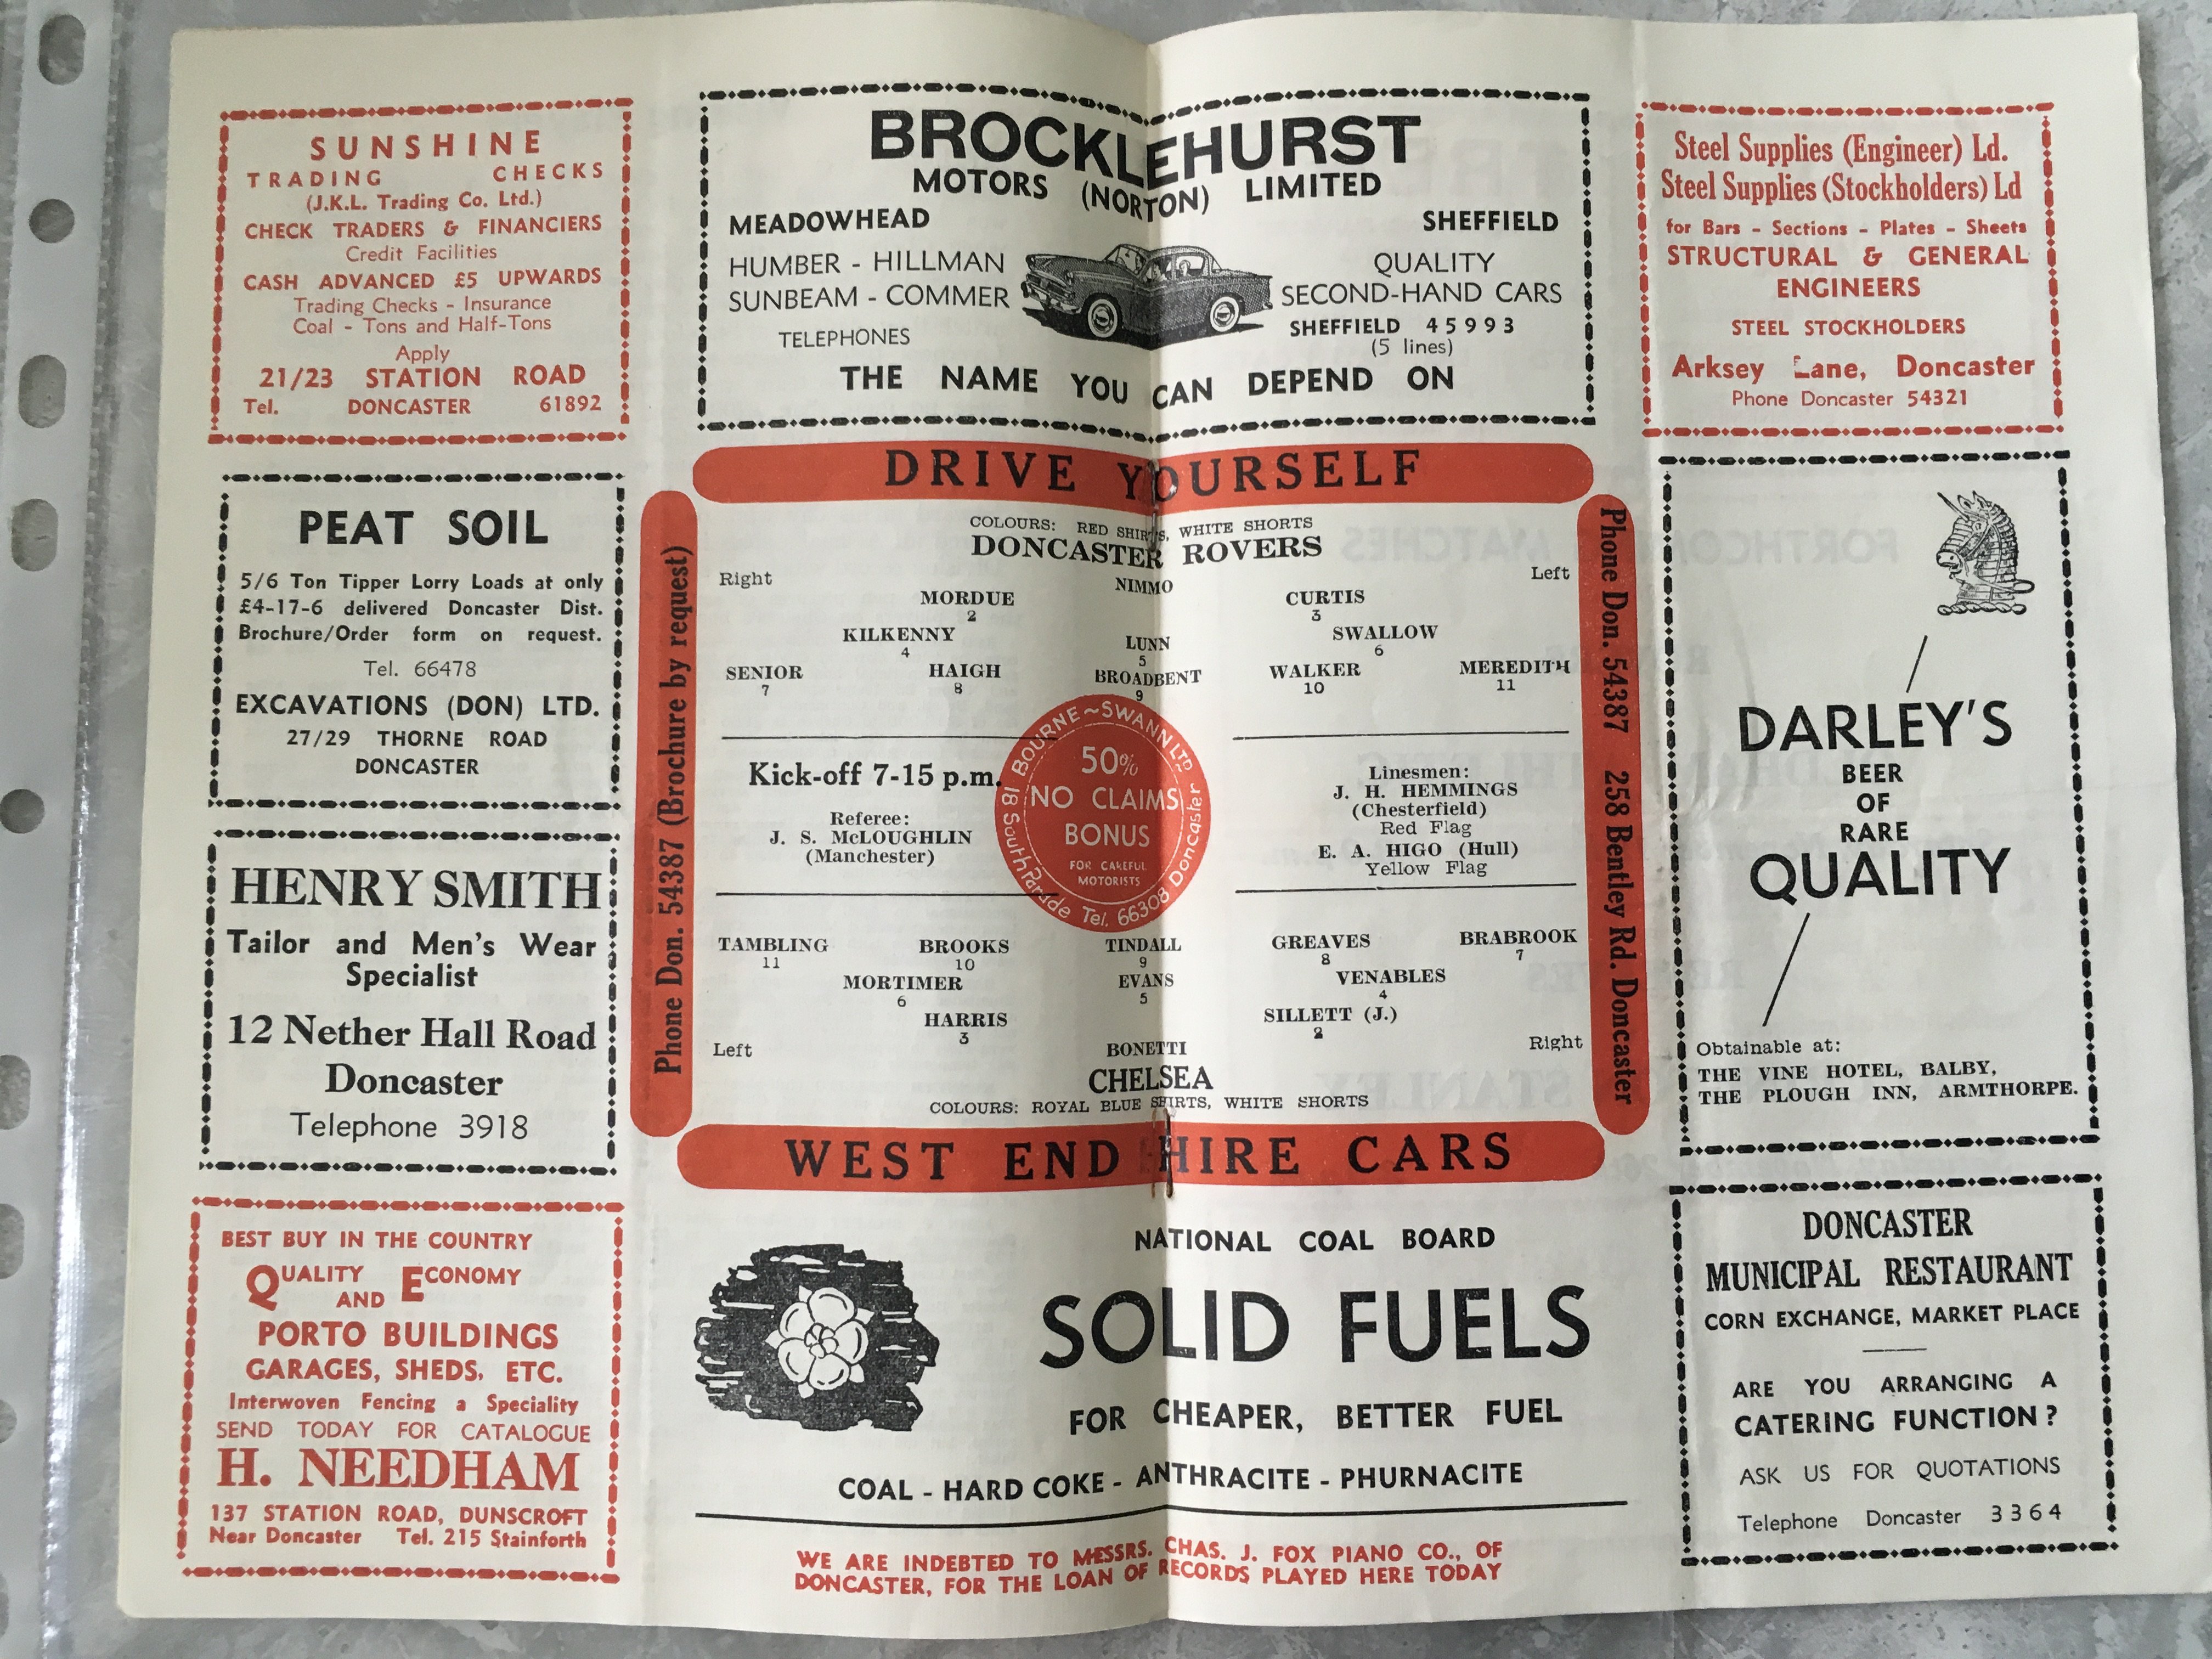 SUNSHINE
TRADING CHECKS
(J.K.L. Trading Co. Ltd.)
CHECK TRADERS & FINANCIERS
Credit Facilities
CASH ADVANCED £5 UPWARDS
Trading Checks - Insurance
Coal - Tons and Half-Tons
Apply
21/23 STATION ROAD
Tel. DONCASTER 61892
PEAT SOIL
5/6 Ton Tipper Lorry Loads at only
£4-17-6 delivered Doncaster Dist.
Brochure/Order form on request.
Tel. 66478
EXCAVATIONS (DON) LTD.
27/29 THORNE ROAD
DONCASTER
HENRY SMITH
Tailor and Men's Wear
Specialist
12 Nether Hall Road
Doncaster
Telephone 3918
BEST BUY IN THE COUNTRY
QUALITY AND ECONOMY
PORTO BUILDINGS
GARAGES, SHEDS, ETC.
Interwoven Fencing a Speciality
SEND TODAY FOR CATALOGUE
H. NEEDHAM
137 STATION ROAD, DUNSCROFT
Near Doncaster Tel. 215 Stainforth
BROCKLEHURST
MOTORS (NORTON) LIMITED
MEADOWHEAD SHEFFIELD
HUMBER - HILLMAN
SUNBEAM - COMMER
TELEPHONES
QUALITY
SECOND-HAND CARS
SHEFFIELD 45993
(5 lines)
THE NAME YOU CAN DEPEND ON
DRIVE YOURSELF
Phone Don. 54387 (Brochure by request)
COLOURS: RED SHIRTS, WHITE SHORTS
DONCASTER ROVERS
Right Left
NIMMO
MORDUE CURTIS
2 3
KILKENNY LUNN SWALLOW
4 5 6
SENIOR HAIGH BROADBENT WALKER MEREDITH
7 8 9 10 11
Kick-off 7-15 p.m.
Referee:
J. S. McLOUGHLIN
(Manchester)
BOURNE~SWANN LTD.
50%
NO CLAIMS
BONUS
FOR CAREFUL
MOTORISTS
18 South Parade Tel. 66308 Doncaster
Linesmen:
J. H. HEMMINGS
(Chesterfield)
Red Flag
E. A. HIGO (Hull)
Yellow Flag
TAMBLING BROOKS TINDALL GREAVES BRABROOK
11 10 9 8 7
MORTIMER EVANS VENABLES
6 5 4
HARRIS SILLETT (J.)
3 2
Left BONETTI Right
CHELSEA
COLOURS: ROYAL BLUE SHIRTS, WHITE SHORTS
Phone Don. 54387 258 Bentley Rd. Doncaster
WEST END HIRE CARS
NATIONAL COAL BOARD
SOLID FUELS
FOR CHEAPER, BETTER FUEL
COAL - HARD COKE - ANTHRACITE - PHURNACITE
WE ARE INDEBTED TO MESSRS. CHAS. J. FOX PIANO CO., OF
DONCASTER, FOR THE LOAN OF RECORDS PLAYED HERE TODAY
Steel Supplies (Engineer) Ld.
Steel Supplies (Stockholders) Ld
for Bars - Sections - Plates - Sheets
STRUCTURAL & GENERAL
ENGINEERS
STEEL STOCKHOLDERS
Arksey Lane, Doncaster
Phone Doncaster 54321
DARLEY'S
BEER
OF
RARE
QUALITY
Obtainable at:
THE VINE HOTEL, BALBY,
THE PLOUGH INN, ARMTHORPE.
DONCASTER
MUNICIPAL RESTAURANT
CORN EXCHANGE, MARKET PLACE
ARE YOU ARRANGING A
CATERING FUNCTION?
ASK US FOR QUOTATIONS
Telephone Doncaster 3364